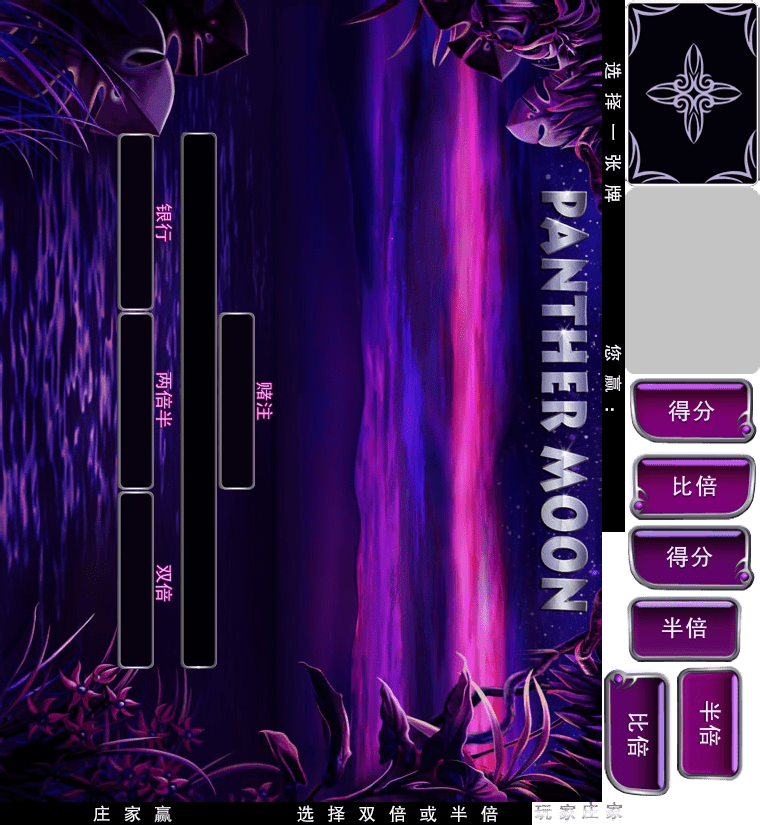 选择一张牌
您赢：
PANTHER MOON
银行
两倍半
双倍
赌注
得分
比倍
得分
半倍
比倍
半倍
庄家赢
选择双倍或半倍
玩家庄家